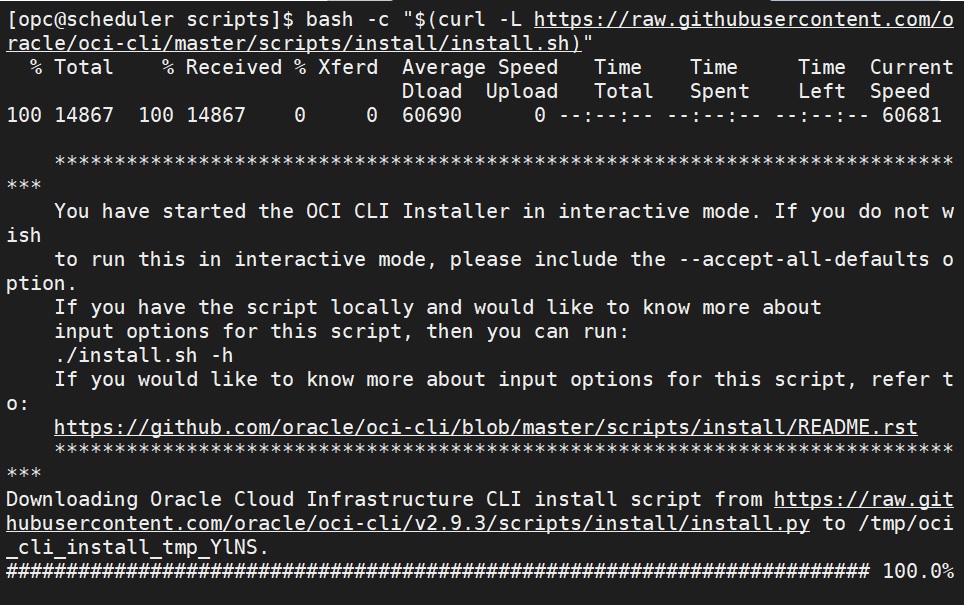 [opc@scheduler scripts]$ bash -c "$(curl -L https://raw.githubusercontent.com/o
racle/oci-cli/master/scripts/install/install.sh)"
  % Total    % Received % Xferd  Average Speed   Time    Time     Time  Current
                                 Dload  Upload   Total   Spent    Left  Speed
100 14867  100 14867    0     0  60690      0 --:--:-- --:--:-- --:--:-- 60681

    ***************************************************************************
***
    You have started the OCI CLI Installer in interactive mode. If you do not w
ish
    to run this in interactive mode, please include the --accept-all-defaults o
ption.
    If you have the script locally and would like to know more about
    input options for this script, then you can run:
    ./install.sh -h
    If you would like to know more about input options for this script, refer t
o:
    https://github.com/oracle/oci-cli/blob/master/scripts/install/README.rst
    ***************************************************************************
***
Downloading Oracle Cloud Infrastructure CLI install script from https://raw.git
hubusercontent.com/oracle/oci-cli/v2.9.3/scripts/install/install.py to /tmp/oci
_cli_install_tmp_YlNS.
######################################################################## 100.0%